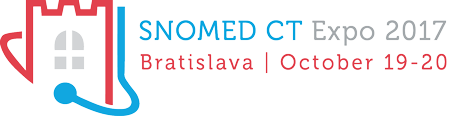 SNOMED CT Expo 2017
Bratislava | October 19-20